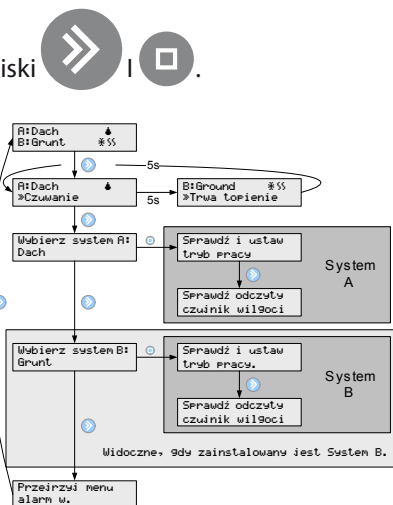 iski I .
A:Dach
B:Grunt
5s
A:Dach
»Czuwanie
5s
B:Ground
»Trwa topienie
Wybierz system A:
Dach
Sprawdź i ustaw
tryb pracy
Sprawdź odczyty
czujnik wilgoci
System
A
Wybierz system B:
Grunt
Sprawdź i ustaw
tryb pracy.
Sprawdź odczyty
czujnik wilgoci
System
B
Widoczne, gdy zainstalowany jest System B.
Przejrzyj menu
alarm w.